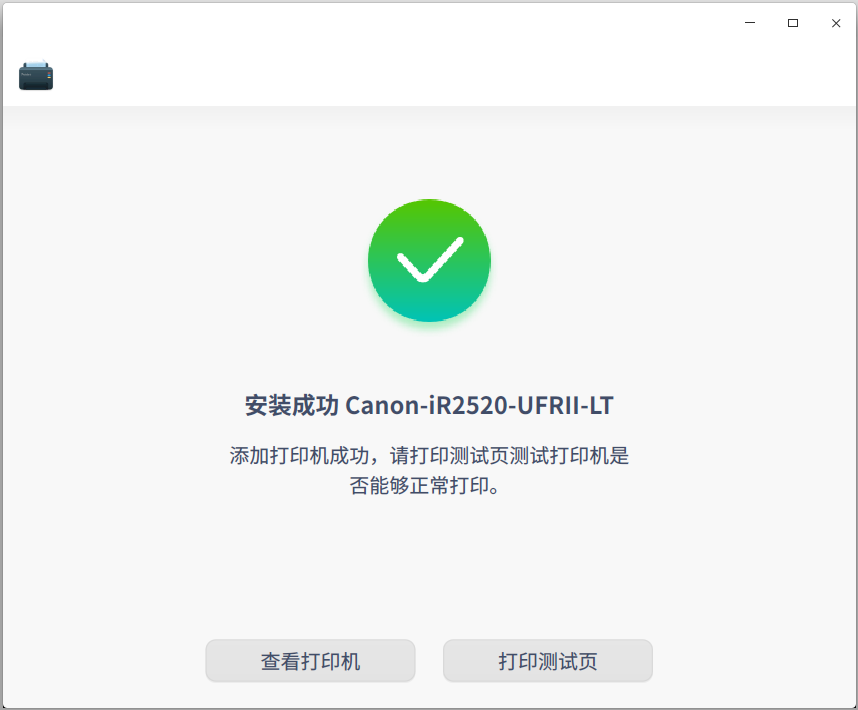 安装成功 Canon-iR2520-UFRII-LT
添加打印机成功，请打印测试页测试打印机是
否能够正常打印。
查看打印机
打印测试页